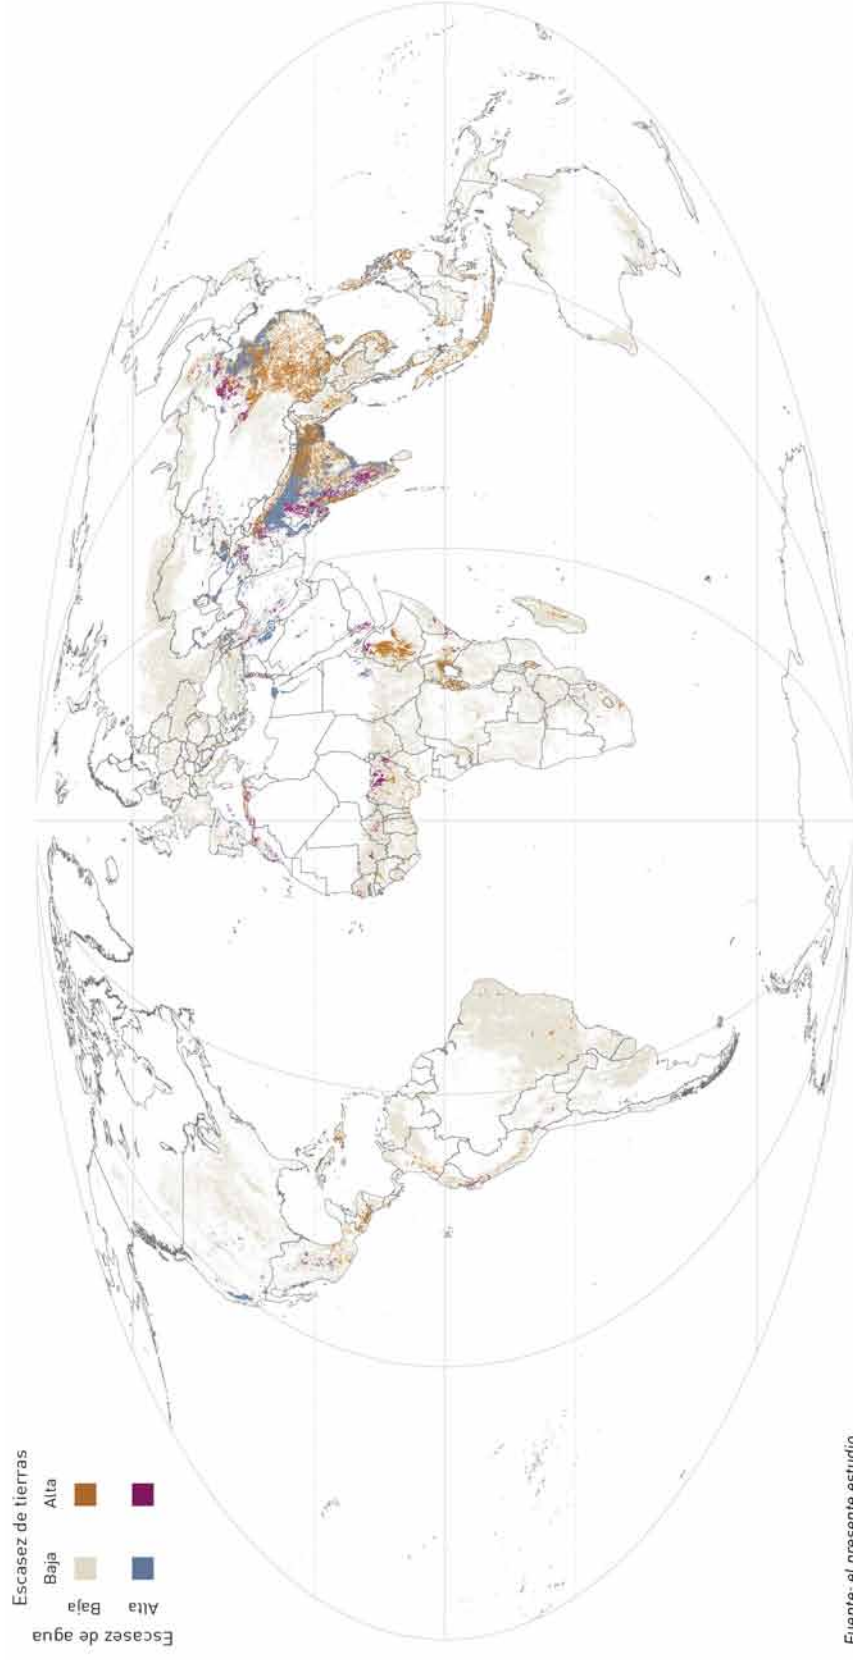 Escasez de tierras
Baja
Alta
Escasez de agua
Baja
Alta
Fuente: el presente estudio